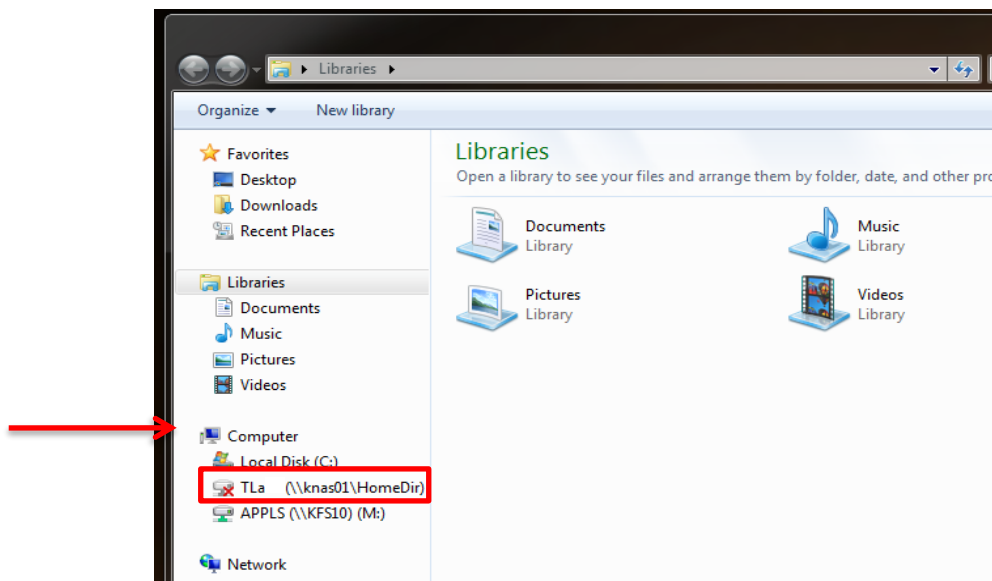 Libraries
Organize New library
Favorites
Desktop
Downloads
Recent Places
Libraries
Documents
Music
Pictures
Videos
Computer
Local Disk (C:)
TLa (\\knas01\HomeDir)
APPLS (\\KFS10) (M:)
Network
Libraries
Open a library to see your files and arrange them by folder, date, and other pro
Documents
Library
Music
Library
Pictures
Library
Videos
Library